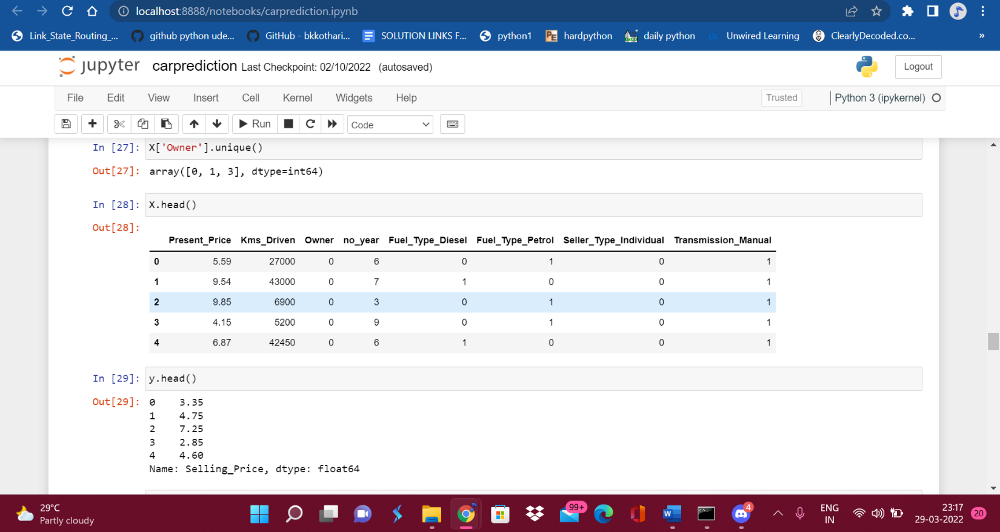 localhost:8888/notebooks/carprediction.ipynb
Link_State_Routing_... github python ude... GitHub - bkkothari... SOLUTION LINKS F... python1 PE hardpython daily python UL Unwired Learning ClearlyDecoded.co... »
jupyter carprediction Last Checkpoint: 02/10/2022 (autosaved) Logout
File Edit View Insert Cell Kernel Widgets Help Trusted Python 3 (ipykernel)
Run Code
In [27]: X['Owner'].unique()
Out[27]: array([0, 1, 3], dtype=int64)
In [28]: X.head()
Out[28]:
Present_Price Kms_Driven Owner no_year Fuel_Type_Diesel Fuel_Type_Petrol Seller_Type_Individual Transmission_Manual
0 5.59 27000 0 6 0 1 0 1
1 9.54 43000 0 7 1 0 0 1
2 9.85 6900 0 3 0 1 0 1
3 4.15 5200 0 9 0 1 0 1
4 6.87 42450 0 6 1 0 0 1
In [29]: y.head()
Out[29]: 0 3.35
1 4.75
2 7.25
3 2.85
4 4.60
Name: Selling_Price, dtype: float64
29°C
Partly cloudy
99+
W
4
ENG
IN
23:17
29-03-2022
20